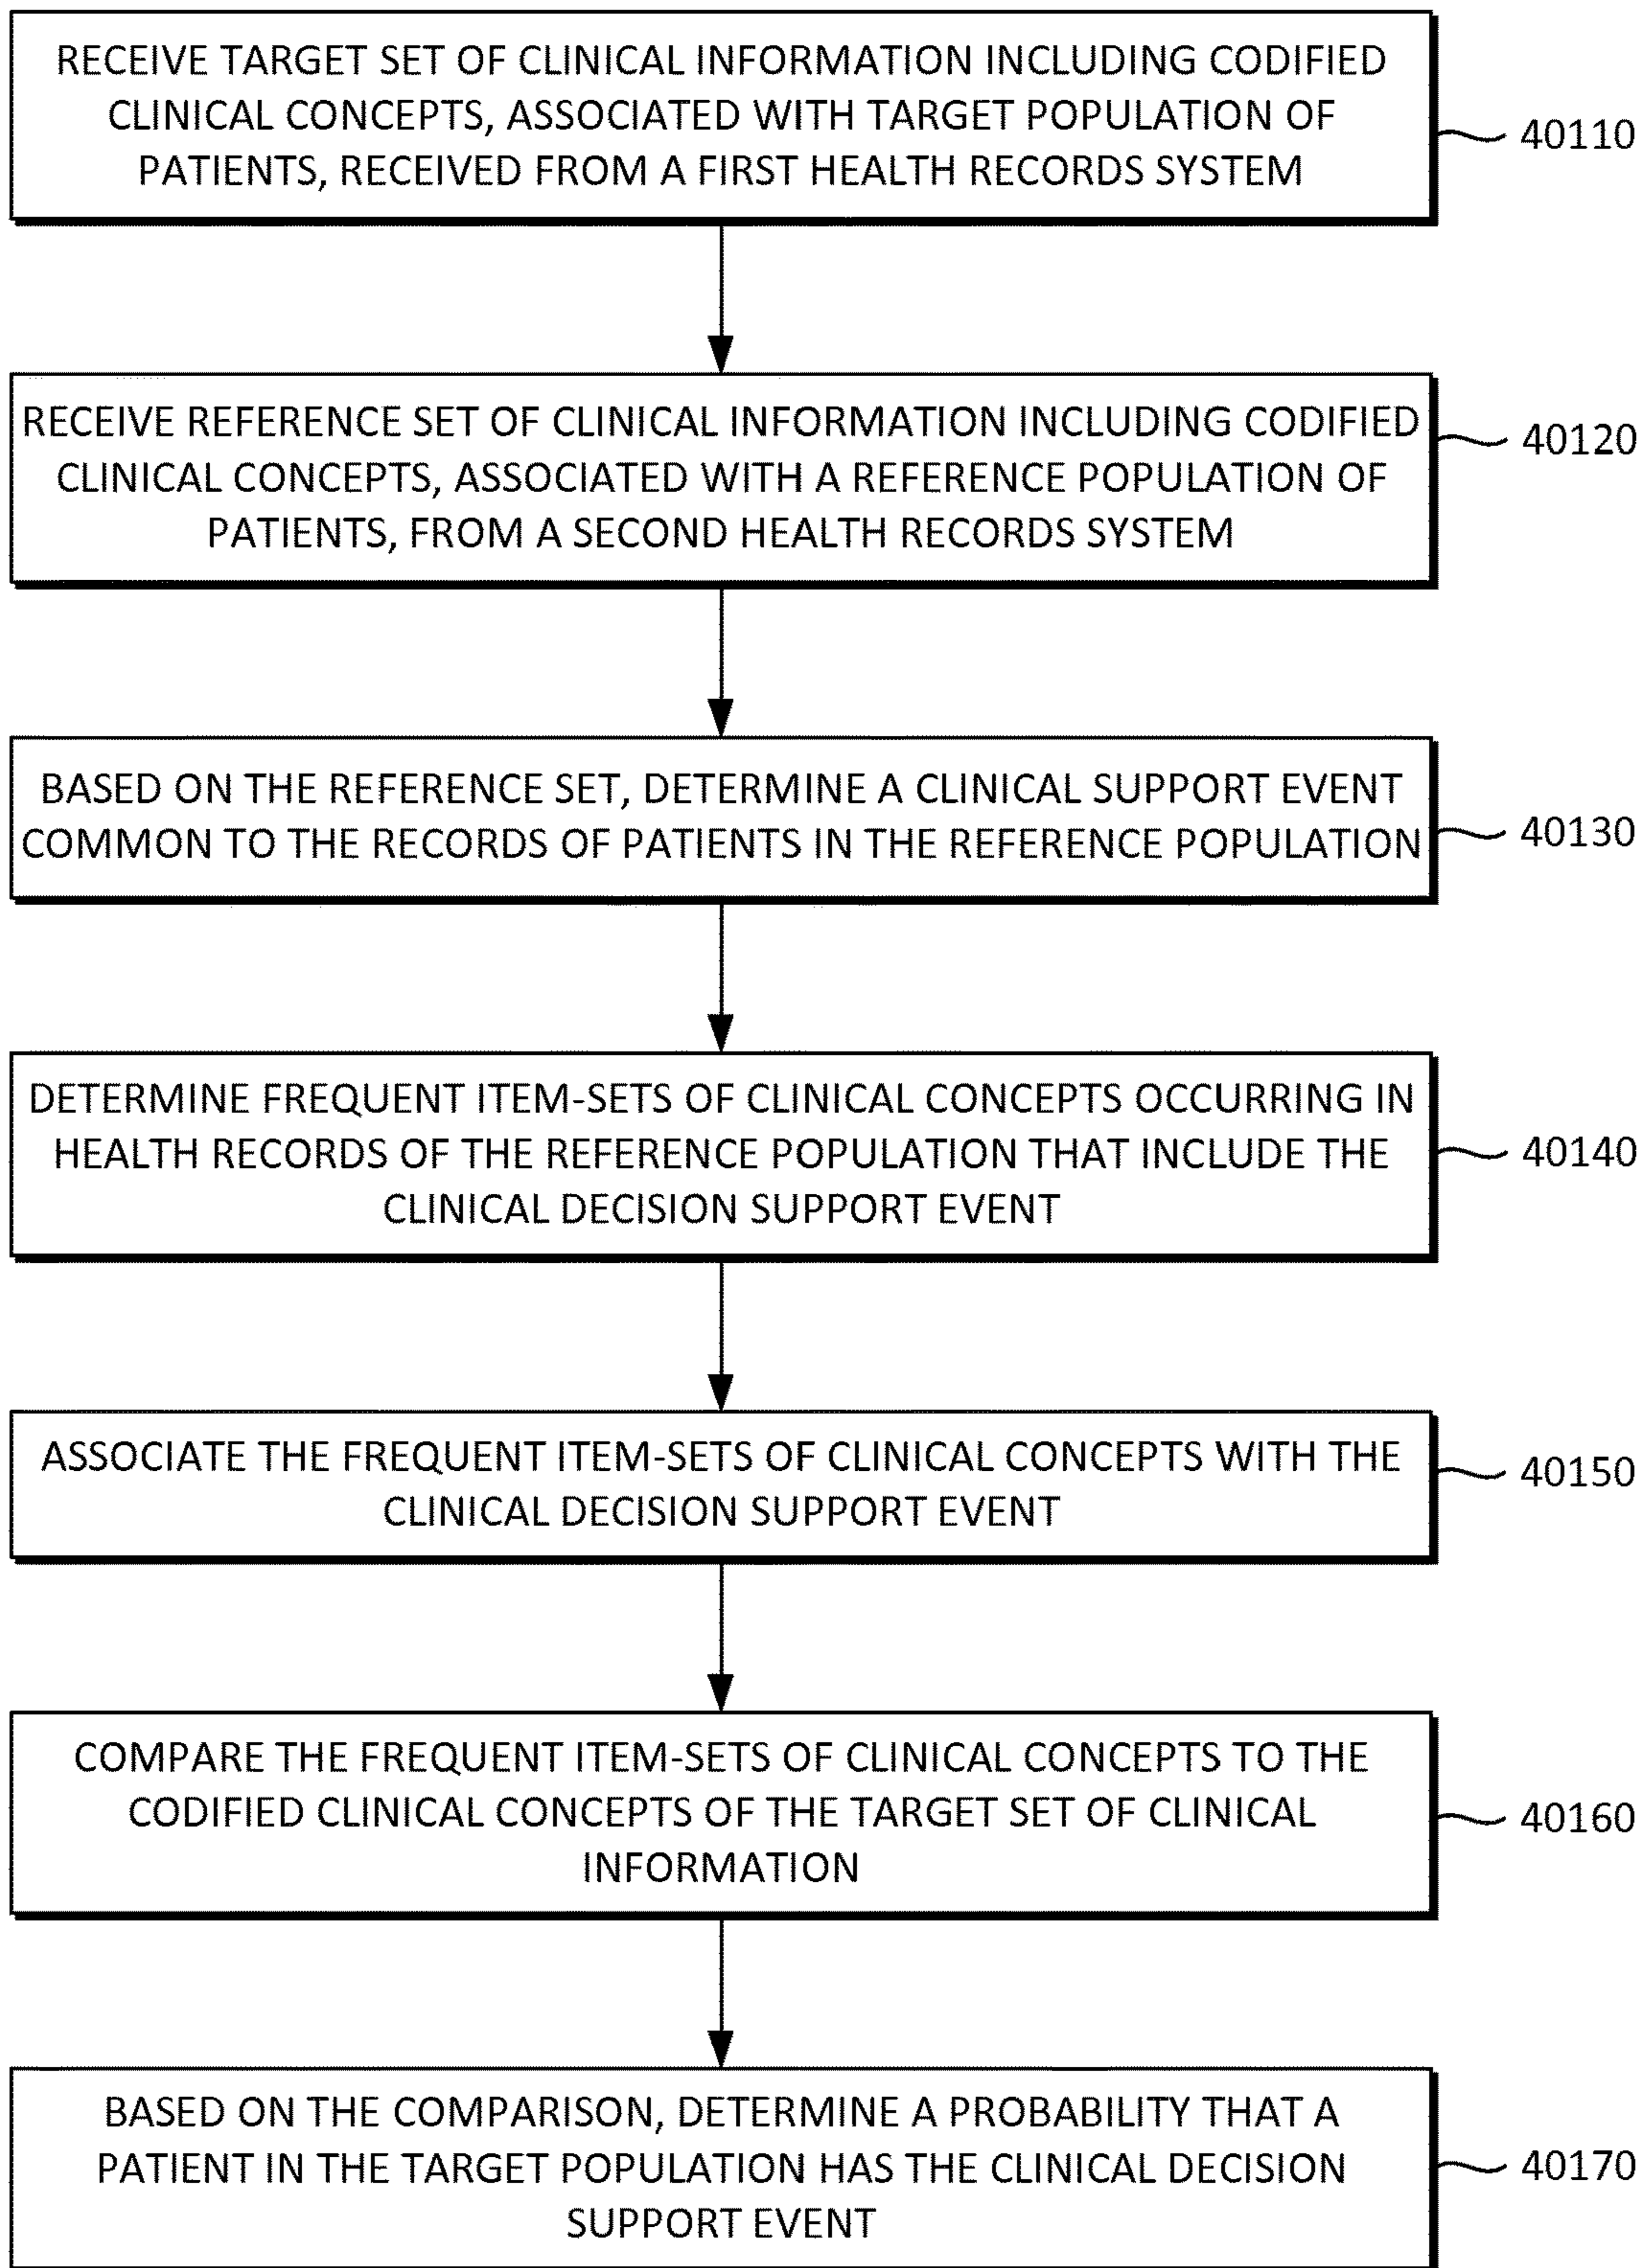 RECEIVE TARGET SET OF CLINICAL INFORMATION INCLUDING CODIFIED
CLINICAL CONCEPTS, ASSOCIATED WITH TARGET POPULATION OF
PATIENTS, RECEIVED FROM A FIRST HEALTH RECORDS SYSTEM
40110
RECEIVE REFERENCE SET OF CLINICAL INFORMATION INCLUDING CODIFIED
CLINICAL CONCEPTS, ASSOCIATED WITH A REFERENCE POPULATION OF
PATIENTS, FROM A SECOND HEALTH RECORDS SYSTEM
40120
BASED ON THE REFERENCE SET, DETERMINE A CLINICAL SUPPORT EVENT
COMMON TO THE RECORDS OF PATIENTS IN THE REFERENCE POPULATION
40130
DETERMINE FREQUENT ITEM-SETS OF CLINICAL CONCEPTS OCCURRING IN
HEALTH RECORDS OF THE REFERENCE POPULATION THAT INCLUDE THE
CLINICAL DECISION SUPPORT EVENT
40140
ASSOCIATE THE FREQUENT ITEM-SETS OF CLINICAL CONCEPTS WITH THE
CLINICAL DECISION SUPPORT EVENT
40150
COMPARE THE FREQUENT ITEM-SETS OF CLINICAL CONCEPTS TO THE
CODIFIED CLINICAL CONCEPTS OF THE TARGET SET OF CLINICAL
INFORMATION
40160
BASED ON THE COMPARISON, DETERMINE A PROBABILITY THAT A
PATIENT IN THE TARGET POPULATION HAS THE CLINICAL DECISION
SUPPORT EVENT
40170